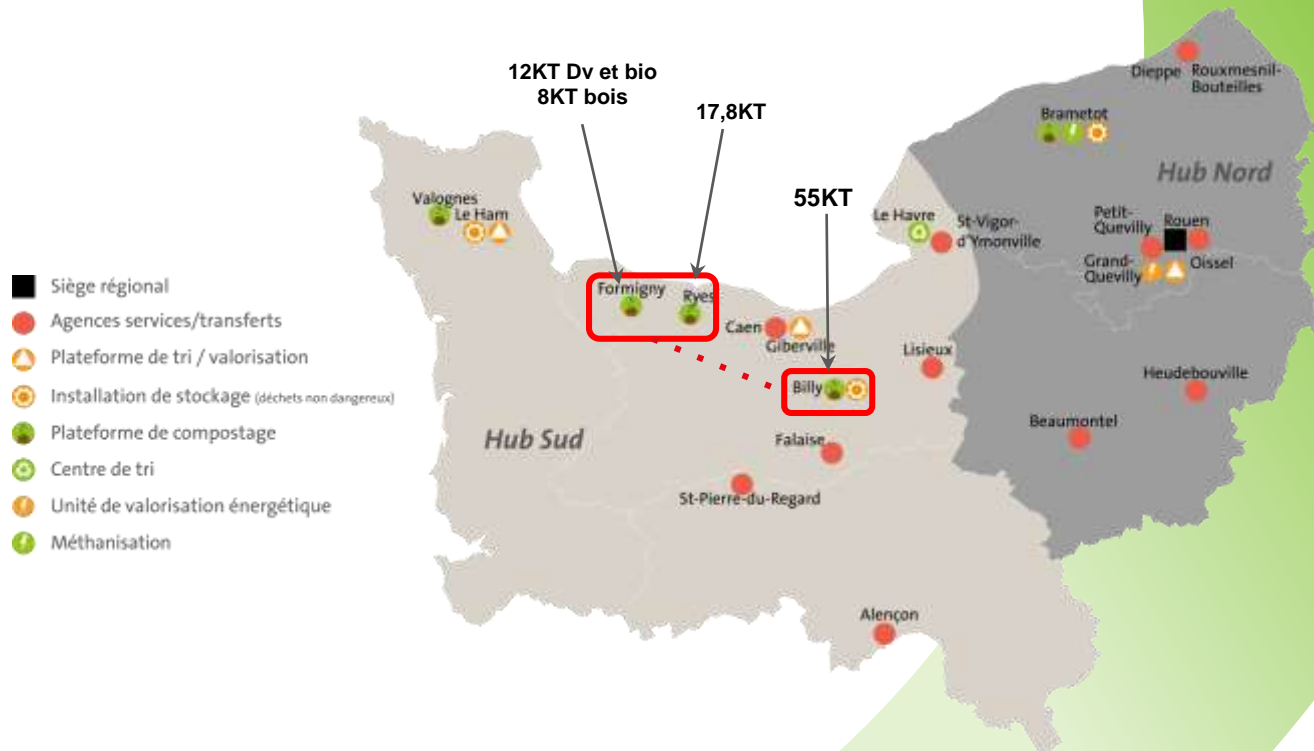 12KT Dv et bio
8KT bois
17,8KT
55KT
Dieppe Rouxmesnil-
Bouteilles
Brametot
Hub Nord
Valognes
Le Ham
Le Havre
St-Vigor-
d'Ymonville
Petit-
Quevilly
Rouen
Grand-
Quevilly
Oissel
Formigny
Ryes
Caen
Giberville
Lisieux
Billy
Heudebouville
Beaumontel
Hub Sud
Falaise
St-Pierre-du-Regard
Alençon
Siège régional
Agences services/transferts
Plateforme de tri / valorisation
Installation de stockage (déchets non dangereux)
Plateforme de compostage
Centre de tri
Unité de valorisation énergétique
Méthanisation